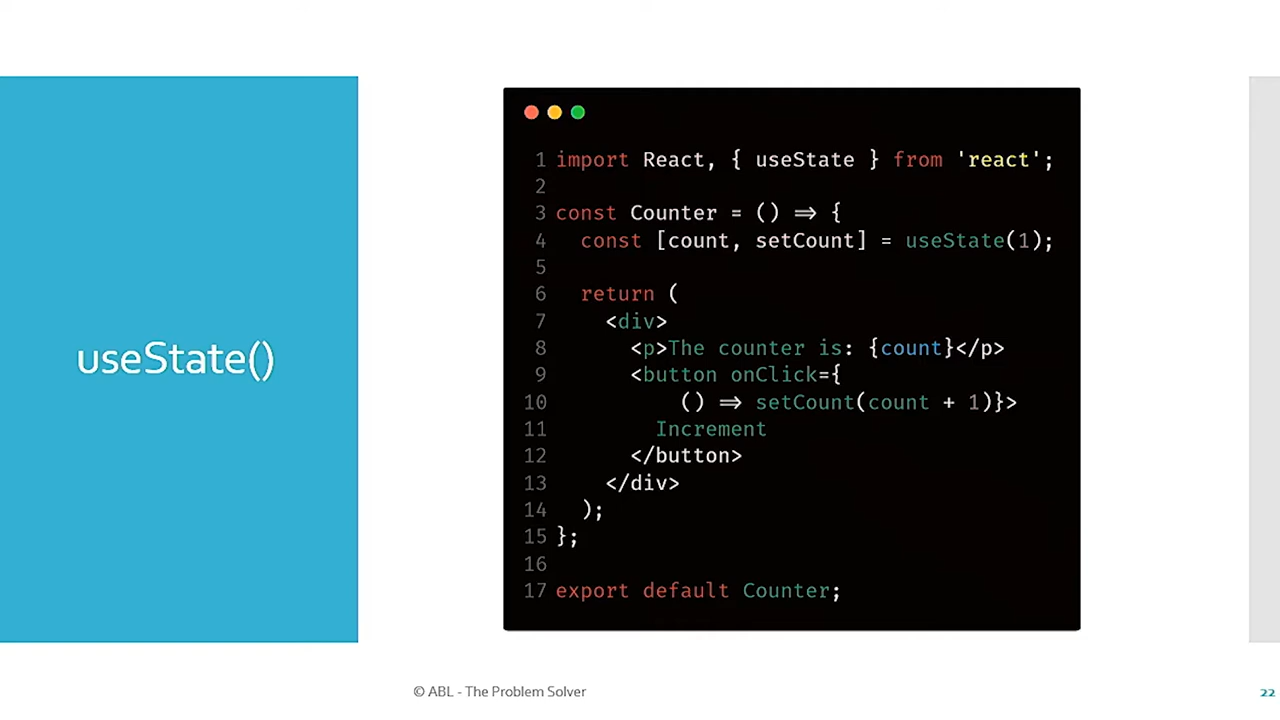 useState()
1 import React, { useState } from 'react';
2
3 const Counter = () => {
4   const [count, setCount] = useState(1);
5
6   return (
7     <div>
8       <p>The counter is: {count}</p>
9       <button onClick={
10           () => setCount(count + 1)}>
11         Increment
12       </button>
13     </div>
14   );
15 };
16
17 export default Counter;
© ABL - The Problem Solver
22